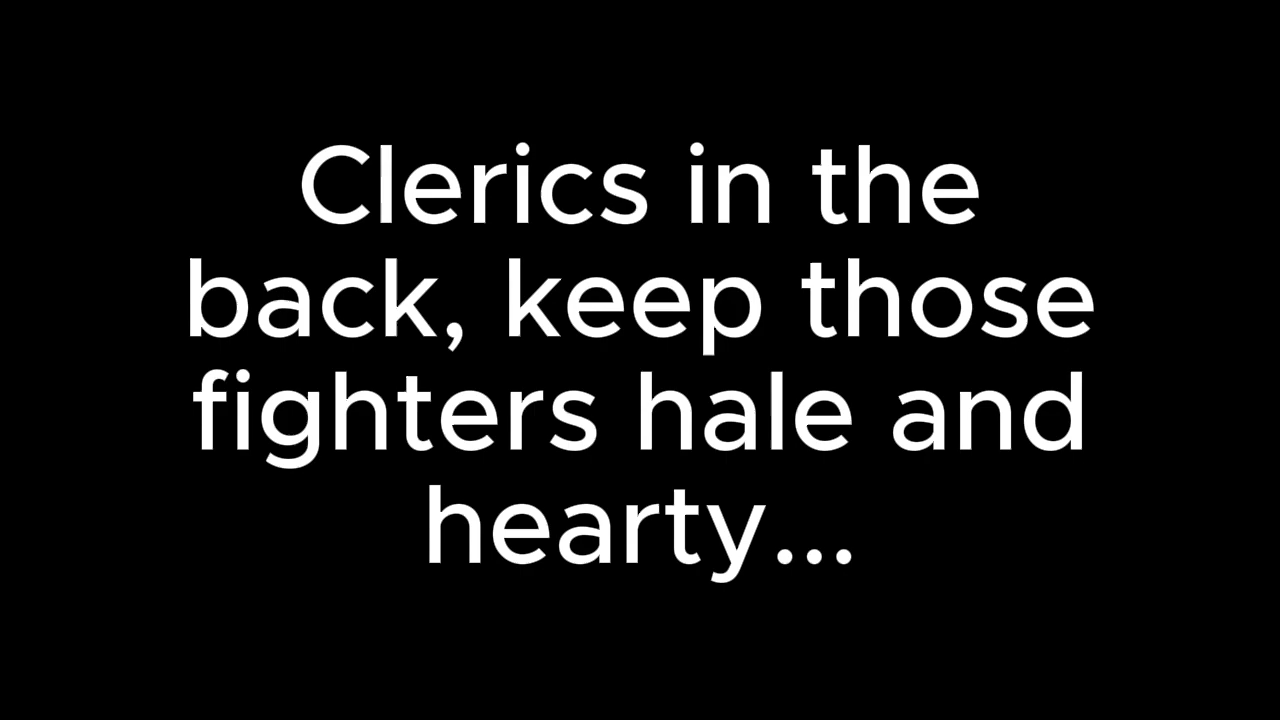 Clerics in the
back, keep those
fighters hale and
hearty...